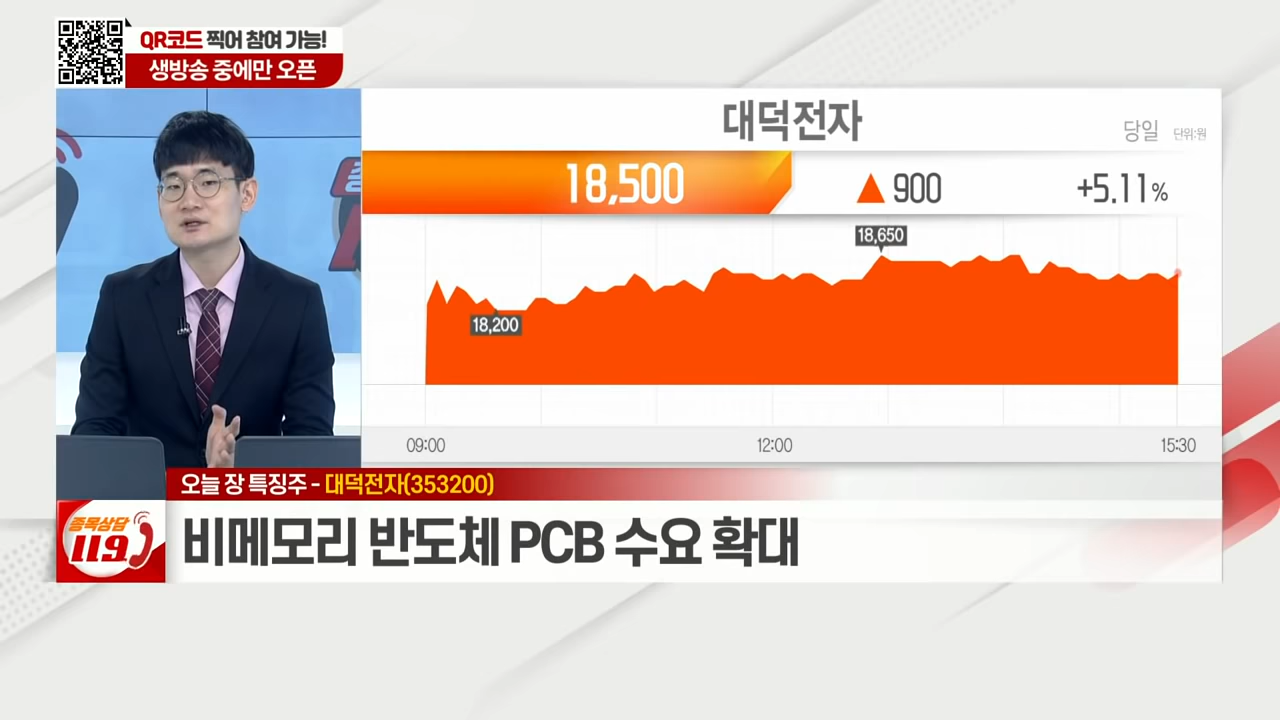 QR코드 찍어 참여 가능!
생방송 중에만 오픈
대덕전자
당일 단위:원
18,500 ▲900 +5.11%
18,650
18,200
09:00 12:00 15:30
오늘 장 특징주 - 대덕전자(353200)
종목상담
119
비메모리 반도체 PCB 수요 확대